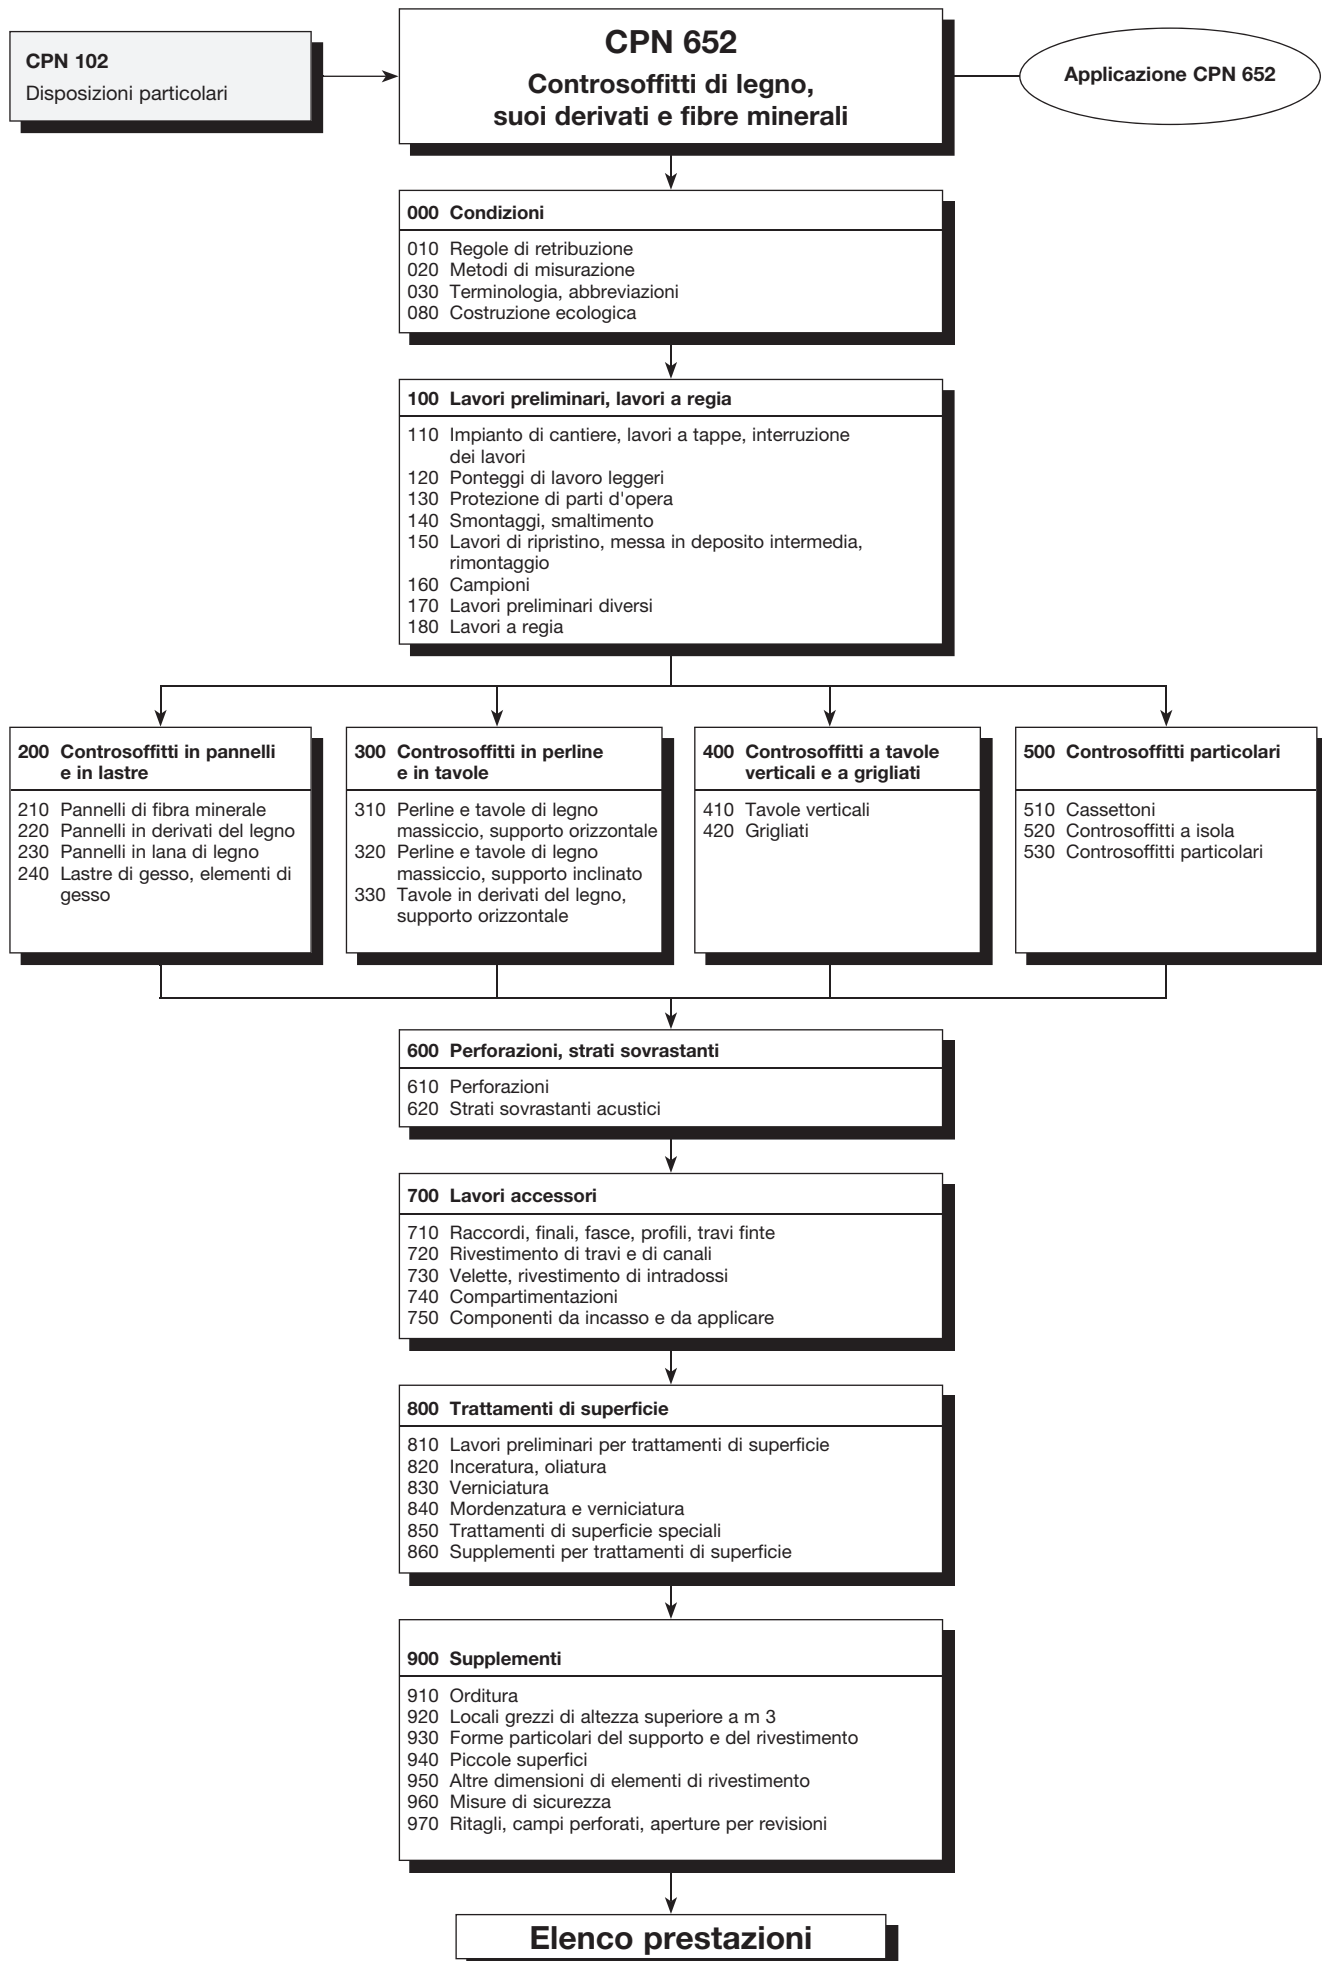 CPN 102
Disposizioni particolari
CPN 652
Controsoffitti di legno,
suoi derivati e fibre minerali
Applicazione CPN 652
000 Condizioni
010 Regole di retribuzione
020 Metodi di misurazione
030 Terminologia, abbreviazioni
080 Costruzione ecologica
100 Lavori preliminari, lavori a regia
110 Impianto di cantiere, lavori a tappe, interruzione
dei lavori
120 Ponteggi di lavoro leggeri
130 Protezione di parti d'opera
140 Smontaggi, smaltimento
150 Lavori di ripristino, messa in deposito intermedia,
rimontaggio
160 Campioni
170 Lavori preliminari diversi
180 Lavori a regia
200 Controsoffitti in pannelli
e in lastre
210 Pannelli di fibra minerale
220 Pannelli in derivati del legno
230 Pannelli in lana di legno
240 Lastre di gesso, elementi di
gesso
300 Controsoffitti in perline
e in tavole
310 Perline e tavole di legno
massiccio, supporto orizzontale
320 Perline e tavole di legno
massiccio, supporto inclinato
330 Tavole in derivati del legno,
supporto orizzontale
400 Controsoffitti a tavole
verticali e a grigliati
410 Tavole verticali
420 Grigliati
500 Controsoffitti particolari
510 Cassettoni
520 Controsoffitti a isola
530 Controsoffitti particolari
600 Perforazioni, strati sovrastanti
610 Perforazioni
620 Strati sovrastanti acustici
700 Lavori accessori
710 Raccordi, finali, fasce, profili, travi finte
720 Rivestimento di travi e di canali
730 Velette, rivestimento di intradossi
740 Compartimentazioni
750 Componenti da incasso e da applicare
800 Trattamenti di superficie
810 Lavori preliminari per trattamenti di superficie
820 Inceratura, oliatura
830 Verniciatura
840 Mordenzatura e verniciatura
850 Trattamenti di superficie speciali
860 Supplementi per trattamenti di superficie
900 Supplementi
910 Orditura
920 Locali grezzi di altezza superiore a m 3
930 Forme particolari del supporto e del rivestimento
940 Piccole superfici
950 Altre dimensioni di elementi di rivestimento
960 Misure di sicurezza
970 Ritagli, campi perforati, aperture per revisioni
Elenco prestazioni